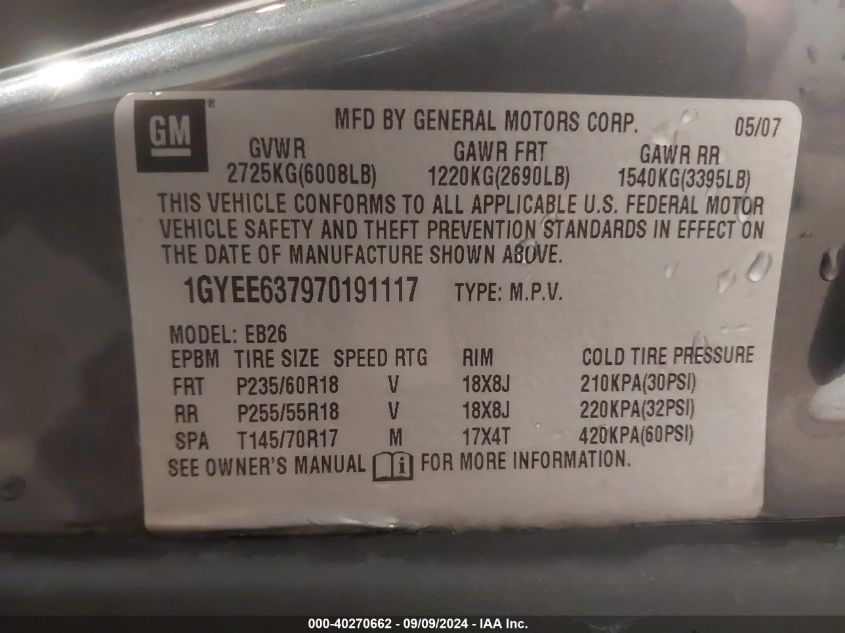 GM®
MFD BY GENERAL MOTORS CORP. 05/07
GVWR GAWR FRT GAWR RR
2725KG(6008LB) 1220KG(2690LB) 1540KG(3395LB)
THIS VEHICLE CONFORMS TO ALL APPLICABLE U.S. FEDERAL MOTOR
VEHICLE SAFETY AND THEFT PREVENTION STANDARDS IN EFFECT ON
THE DATE OF MANUFACTURE SHOWN ABOVE.
1GYEE637970191117 TYPE: M.P.V.
MODEL: EB26
EPBM TIRE SIZE SPEED RTG RIM COLD TIRE PRESSURE
FRT P235/60R18 V 18X8J 210KPA(30PSI)
RR P255/55R18 V 18X8J 220KPA(32PSI)
SPA T145/70R17 M 17X4T 420KPA(60PSI)
SEE OWNER'S MANUAL i FOR MORE INFORMATION.
000-40270662 - 09/09/2024 - IAA Inc.